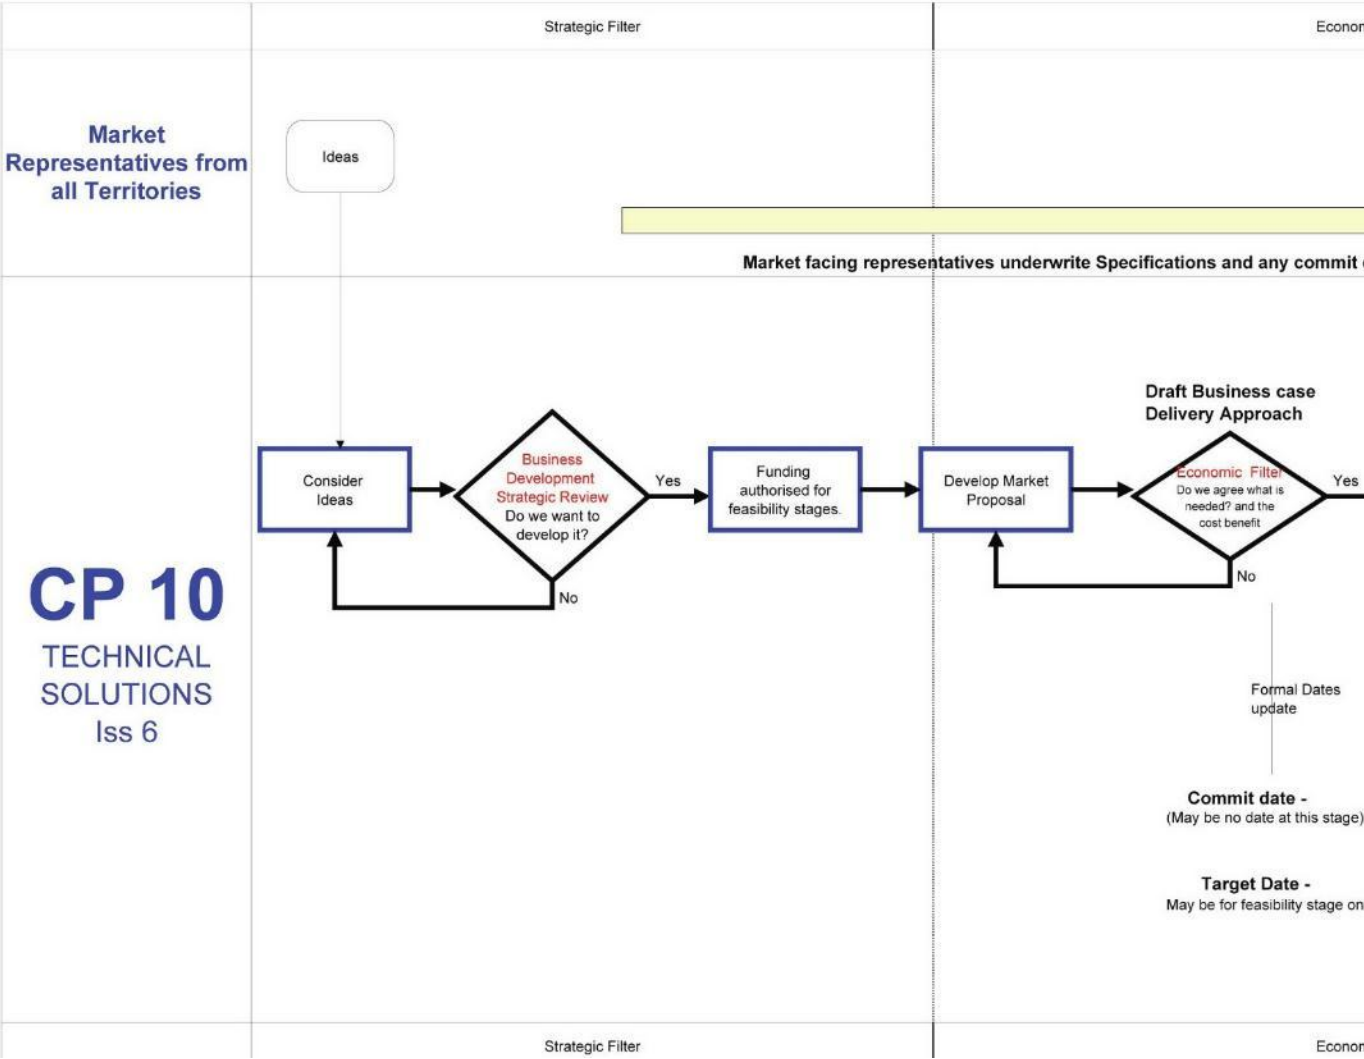 Strategic Filter
Econom
Market
Representatives from
all Territories
Ideas
Market facing representatives underwrite Specifications and any commit
Draft Business case
Delivery Approach
Consider
Ideas
Business
Development
Strategic Review
Do we want to
develop it?
Yes
No
Funding
authorised for
feasibility stages.
Develop Market
Proposal
Economic Filter
Do we agree what is
needed? and the
cost benefit
Yes
No
CP 10
TECHNICAL
SOLUTIONS
Iss 6
Formal Dates
update
Commit date -
(May be no date at this stage)
Target Date -
May be for feasibility stage on
Strategic Filter
Econom